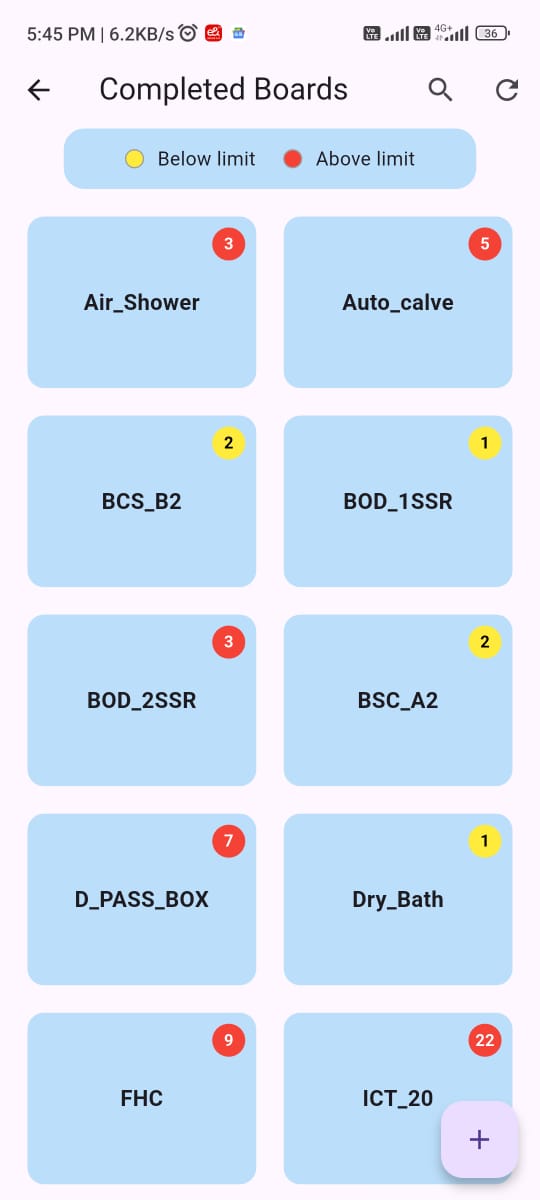 5:45 PM | 6.2KB/s e& Vo LTE Vo LTE 4G+ 36
Completed Boards
Below limit Above limit
3 5
Air_Shower Auto_calve
2 1
BCS_B2 BOD_1SSR
3 2
BOD_2SSR BSC_A2
7 1
D_PASS_BOX Dry_Bath
9 22
FHC ICT_20
+